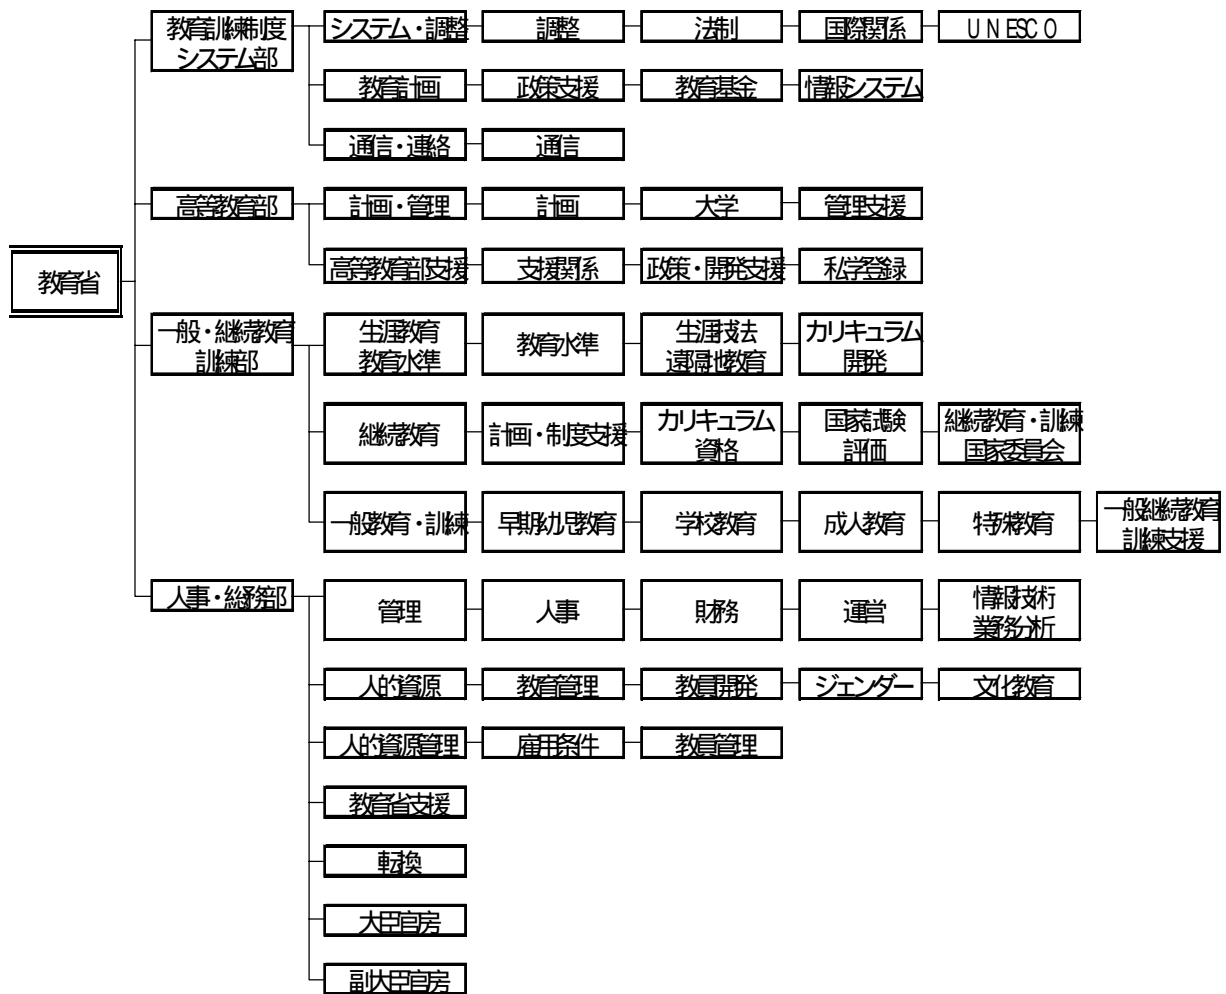 教育訓練制度
システム部
システム・調整
調整
法制
国際関係
UNESCO
教育計画
政策支援
教育基金
情報システム
通信・連絡
通信
高等教育部
計画・管理
計画
大学
管理支援
高等教育部支援
支援関係
政策・開発支援
私学登録
教育省
一般・継続教育
訓練部
生涯教育
教育水準
教育水準
生涯技法
遠隔地教育
カリキュラム
開発
継続教育
計画・制度支援
カリキュラム
資格
国家試験
評価
継続教育・訓練
国家委員会
一般教育・訓練
早期幼児教育
学校教育
成人教育
特殊教育
一般継続教育
訓練支援
人事・総務部
管理
人事
財務
運営
情報技術
業務分析
人的資源
教育管理
教員開発
ジェンダー
文化教育
人的資源管理
雇用条件
教員管理
教育省支援
転換
大臣官房
副大臣官房